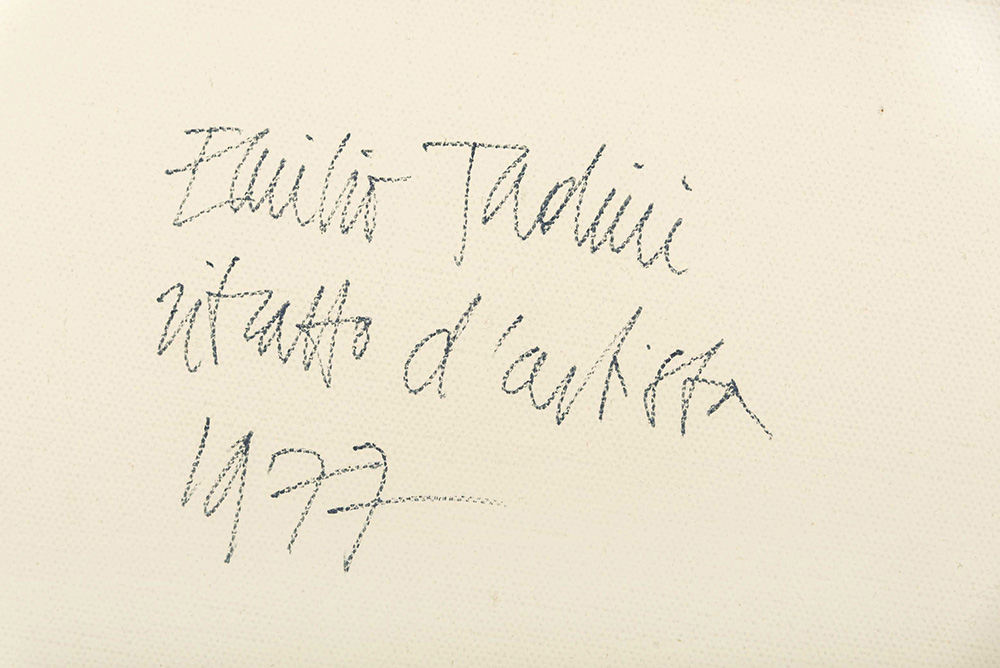 Emilio Tadini
ritratto d'artista
1977